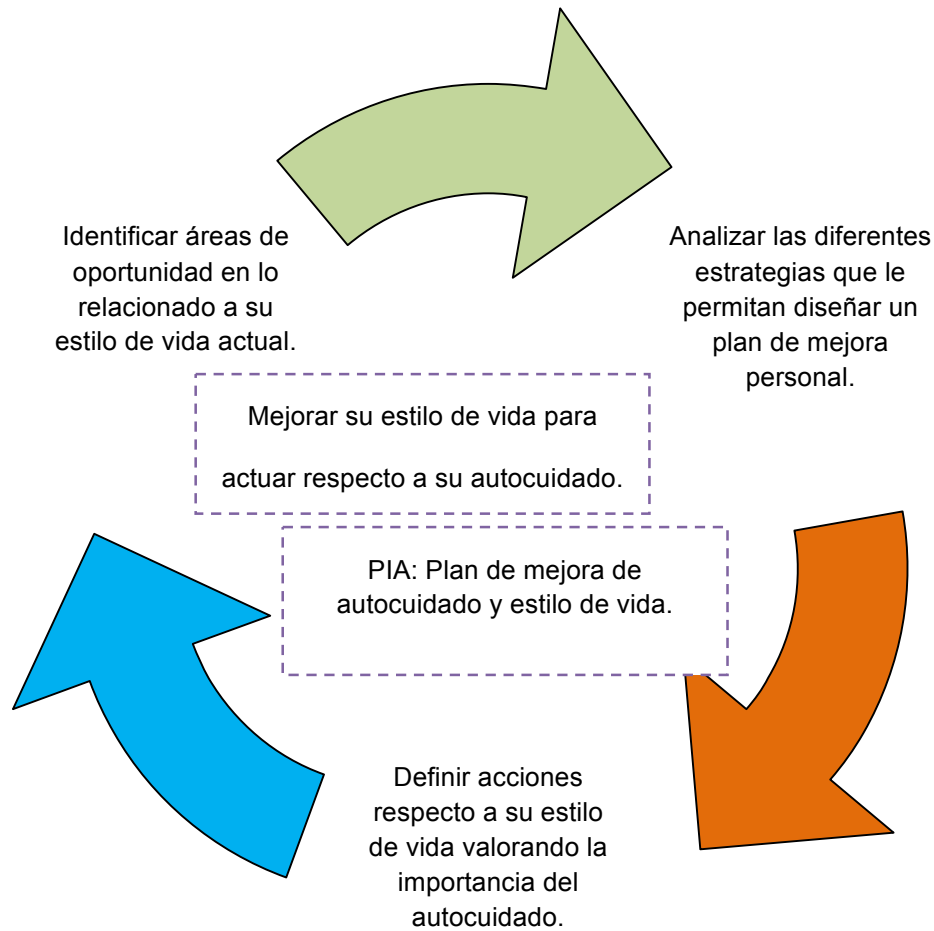 Identificar áreas de
oportunidad en lo
relacionado a su
estilo de vida actual.
Analizar las diferentes
estrategias que le
permitan diseñar un
plan de mejora
personal.
Mejorar su estilo de vida para
actuar respecto a su autocuidado.
PIA: Plan de mejora de
autocuidado y estilo de vida.
Definir acciones
respecto a su estilo
de vida valorando la
importancia del
autocuidado.